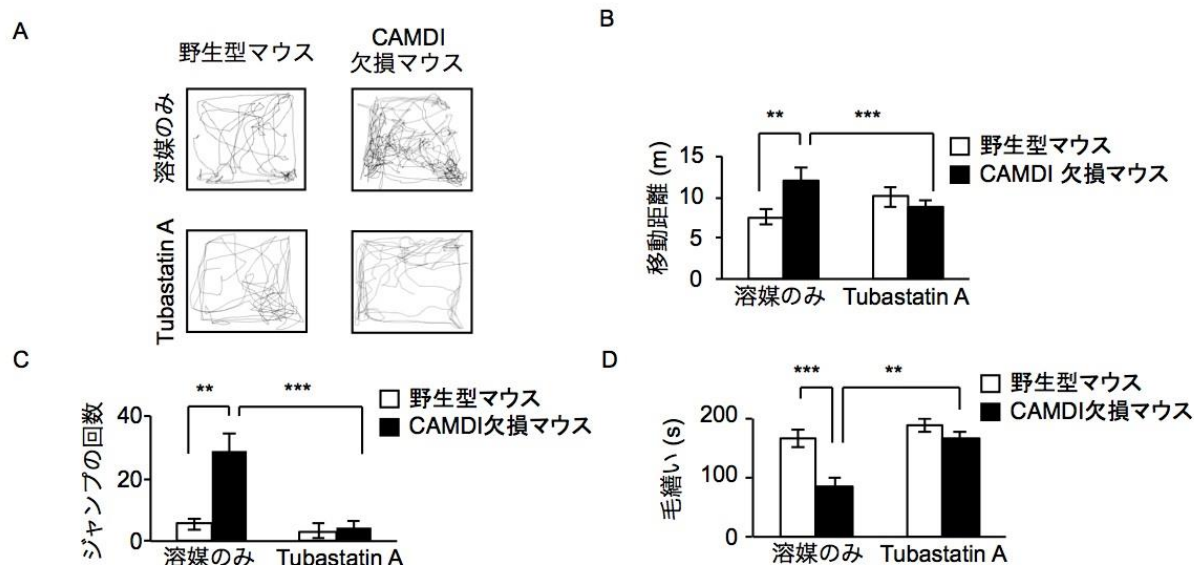 A
野生型マウス
CAMDI
欠損マウス
溶媒のみ
Tubastatin A
B
** ***
野生型マウス
CAMDI 欠損マウス
移動距離 (m)
15
10
5
0
溶媒のみ Tubastatin A
C
** ***
野生型マウス
CAMDI欠損マウス
ジャンプの回数
40
20
0
溶媒のみ Tubastatin A
D
*** **
野生型マウス
CAMDI欠損マウス
毛繕い (s)
200
100
0
溶媒のみ Tubastatin A